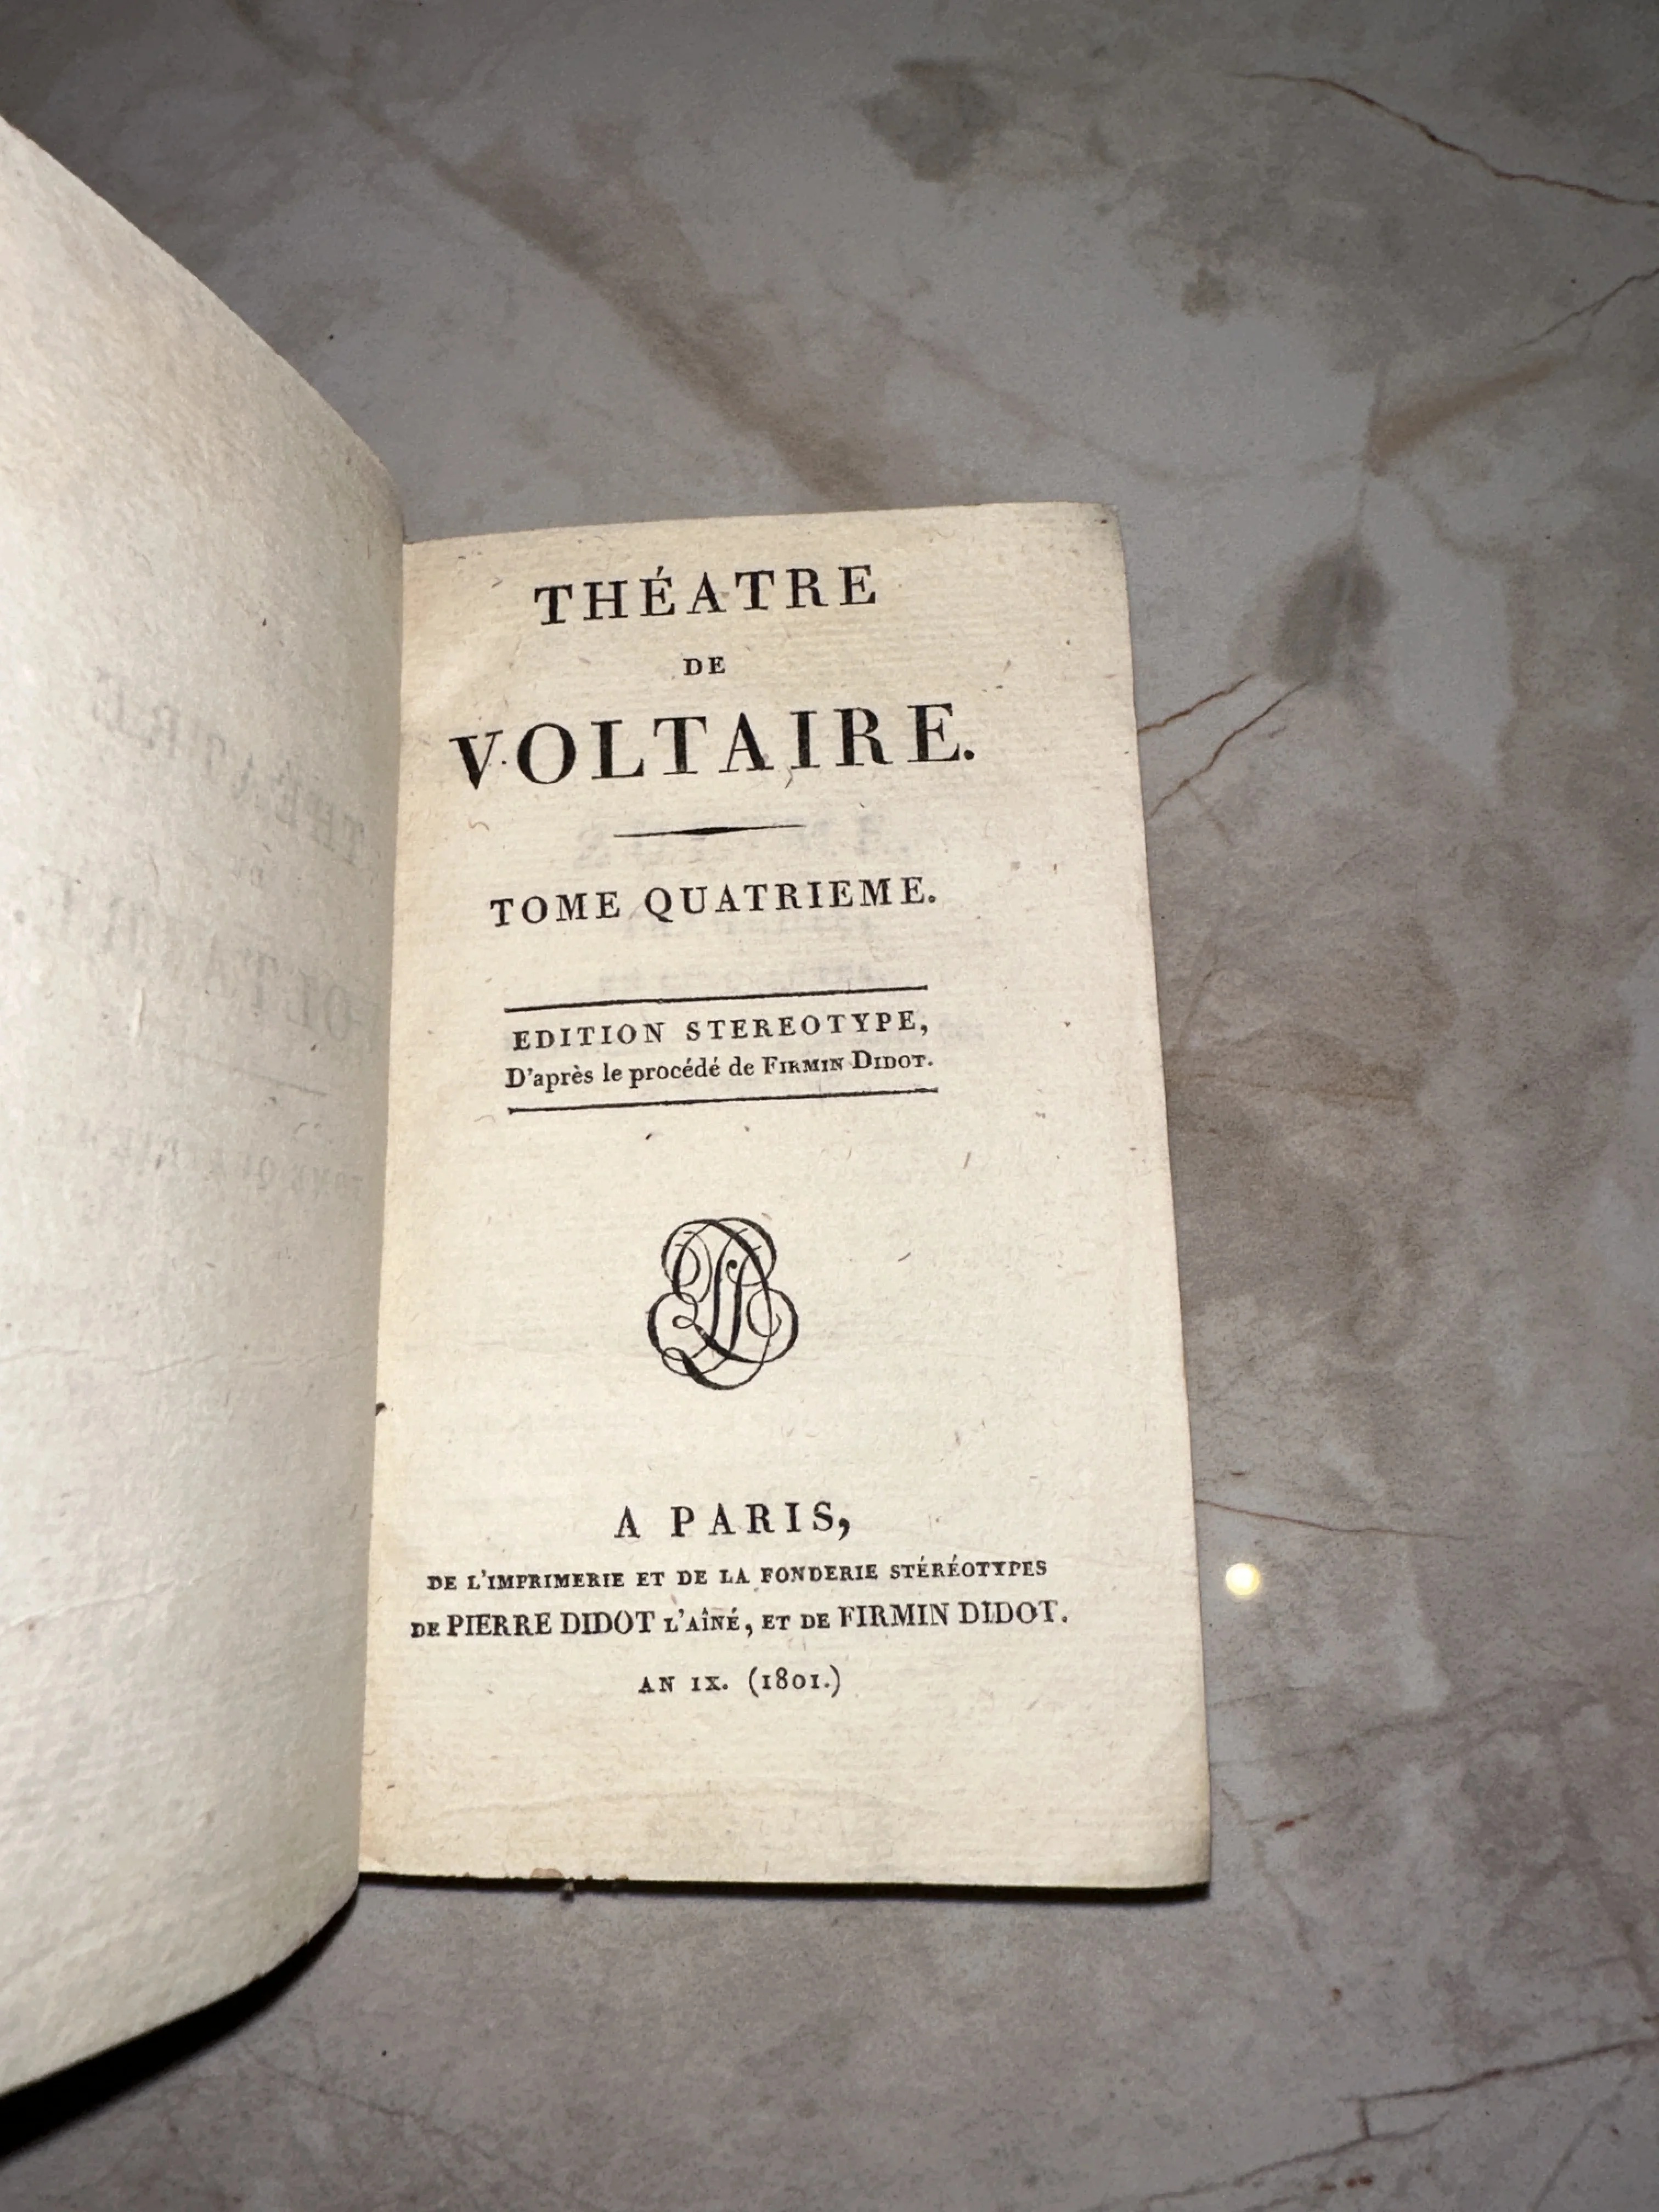 THÉATRE
DE
VOLTAIRE.
TOME QUATRIEME.
EDITION STEREOTYPE,
D'après le procédé de FIRMIN DIDOT.
A PARIS,
DE L'IMPRIMERIE ET DE LA FONDERIE STÉRÉOTYPES
DE PIERRE DIDOT L'AÎNÉ, ET DE FIRMIN DIDOT.
AN IX. (1801.)